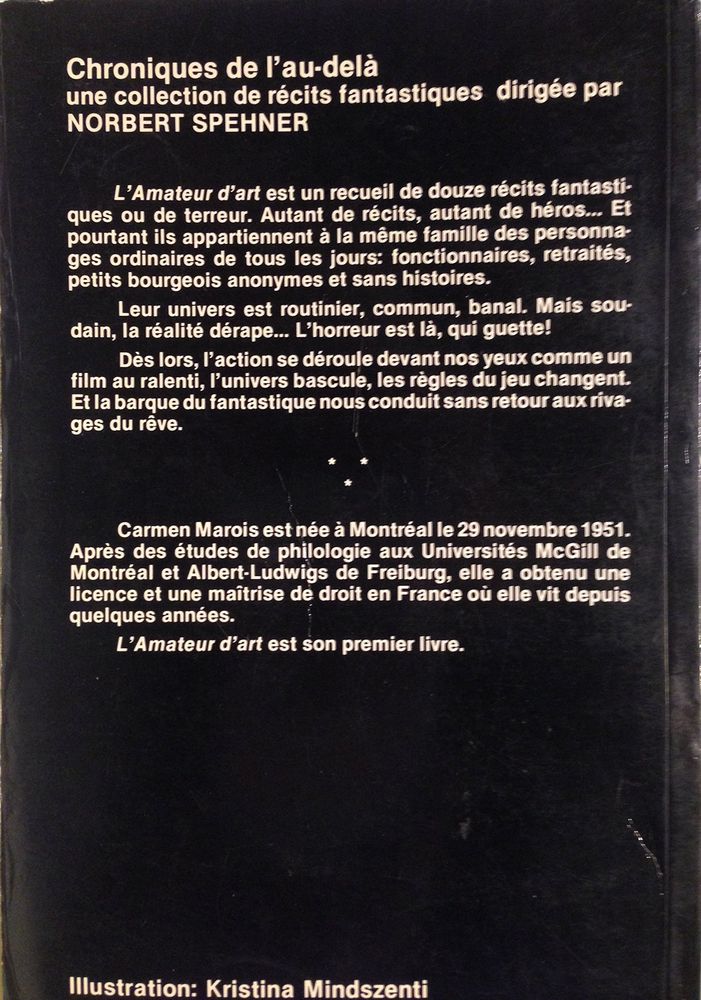 Chroniques de l'au-delà
une collection de récits fantastiques dirigée par
NORBERT SPEHNER
L'Amateur d'art est un recueil de douze récits fantasti-
ques ou de terreur. Autant de récits, autant de héros... Et
pourtant ils appartiennent à la même famille des personna-
ges ordinaires de tous les jours: fonctionnaires, retraités,
petits bourgeois anonymes et sans histoires.
Leur univers est routinier, commun, banal. Mais sou-
dain, la réalité dérape... L'horreur est là, qui guette!
Dès lors, l'action se déroule devant nos yeux comme un
film au ralenti, l'univers bascule, les règles du jeu changent.
Et la barque du fantastique nous conduit sans retour aux riva-
ges du rêve.
* *
*
Carmen Marois est née à Montréal le 29 novembre 1951.
Après des études de philologie aux Universités McGill de
Montréal et Albert-Ludwigs de Freiburg, elle a obtenu une
licence et une maîtrise de droit en France où elle vit depuis
quelques années.
L'Amateur d'art est son premier livre.
Illustration: Kristina Mindszenti